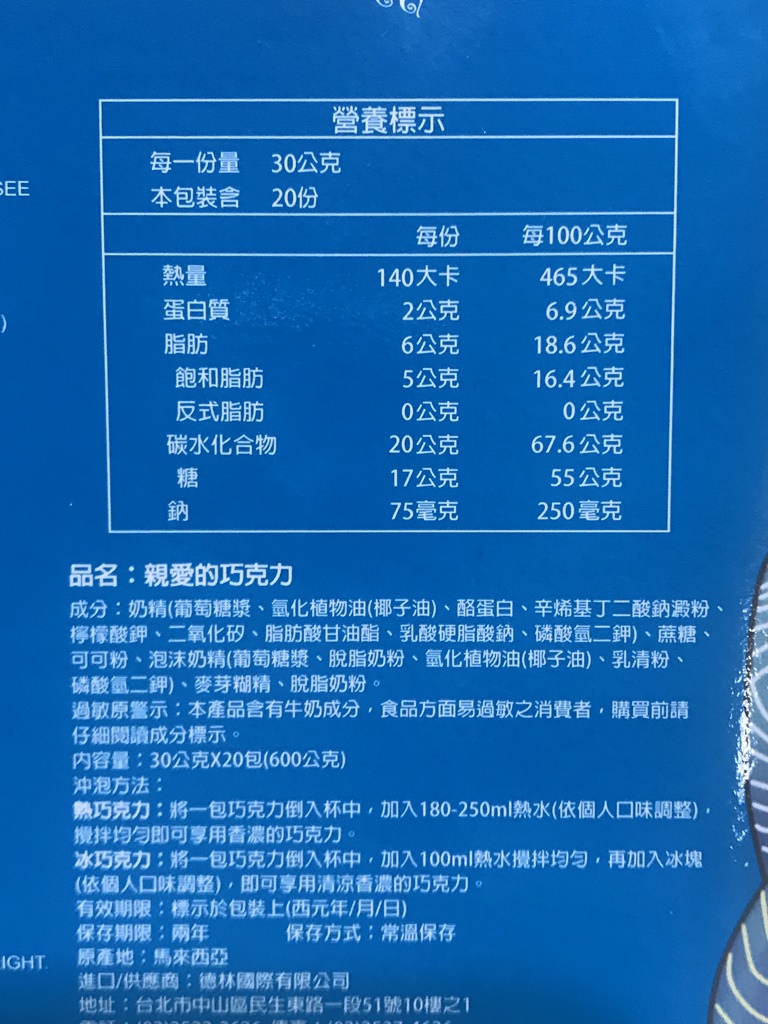 SEE
)
營養標示
每一份量 30公克
本包裝含 20份
每份 每100公克
熱量 140大卡 465大卡
蛋白質 2公克 6.9公克
脂肪 6公克 18.6公克
飽和脂肪 5公克 16.4公克
反式脂肪 0公克 0公克
碳水化合物 20公克 67.6公克
糖 17公克 55公克
鈉 75毫克 250毫克
品名：親愛的巧克力
成分：奶精(葡萄糖漿、氫化植物油(椰子油)、酪蛋白、辛烯基丁二酸鈉澱粉、
檸檬酸鉀、二氧化矽、脂肪酸甘油酯、乳酸硬脂酸鈉、磷酸氫二鉀)、蔗糖、
可可粉、泡沫奶精(葡萄糖漿、脫脂奶粉、氫化植物油(椰子油)、乳清粉、
磷酸氫二鉀)、麥芽糊精、脫脂奶粉。
過敏原警示：本產品含有牛奶成分，食品方面易過敏之消費者，購買前請
仔細閱讀成分標示。
內容量：30公克X20包(600公克)
沖泡方法：
熱巧克力：將一包巧克力倒入杯中，加入180-250ml熱水(依個人口味調整)，
攪拌均勻即可享用香濃的巧克力。
冰巧克力：將一包巧克力倒入杯中，加入100ml熱水攪拌均勻，再加入冰塊
(依個人口味調整)，即可享用清涼香濃的巧克力。
有效期限：標示於包裝上(西元年/月/日)
保存期限：兩年 保存方式：常溫保存
IGHT. 原產地：馬來西亞
進口/供應商：德林國際有限公司
地址：台北市中山區民生東路一段51號10樓之1